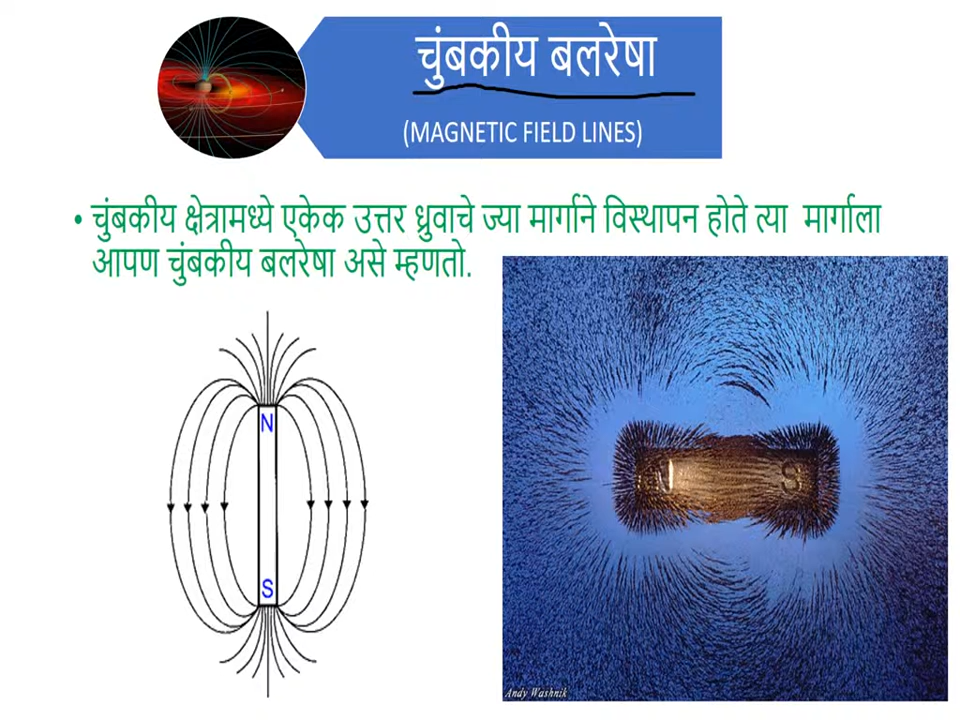 चुंबकीय बलरेषा
(MAGNETIC FIELD LINES)
• चुंबकीय क्षेत्रामध्ये एकेक उत्तर ध्रुवाचे ज्या मार्गाने विस्थापन होते त्या मार्गाला
आपण चुंबकीय बलरेषा असे म्हणतो.
N
S
S
Andy Washnik